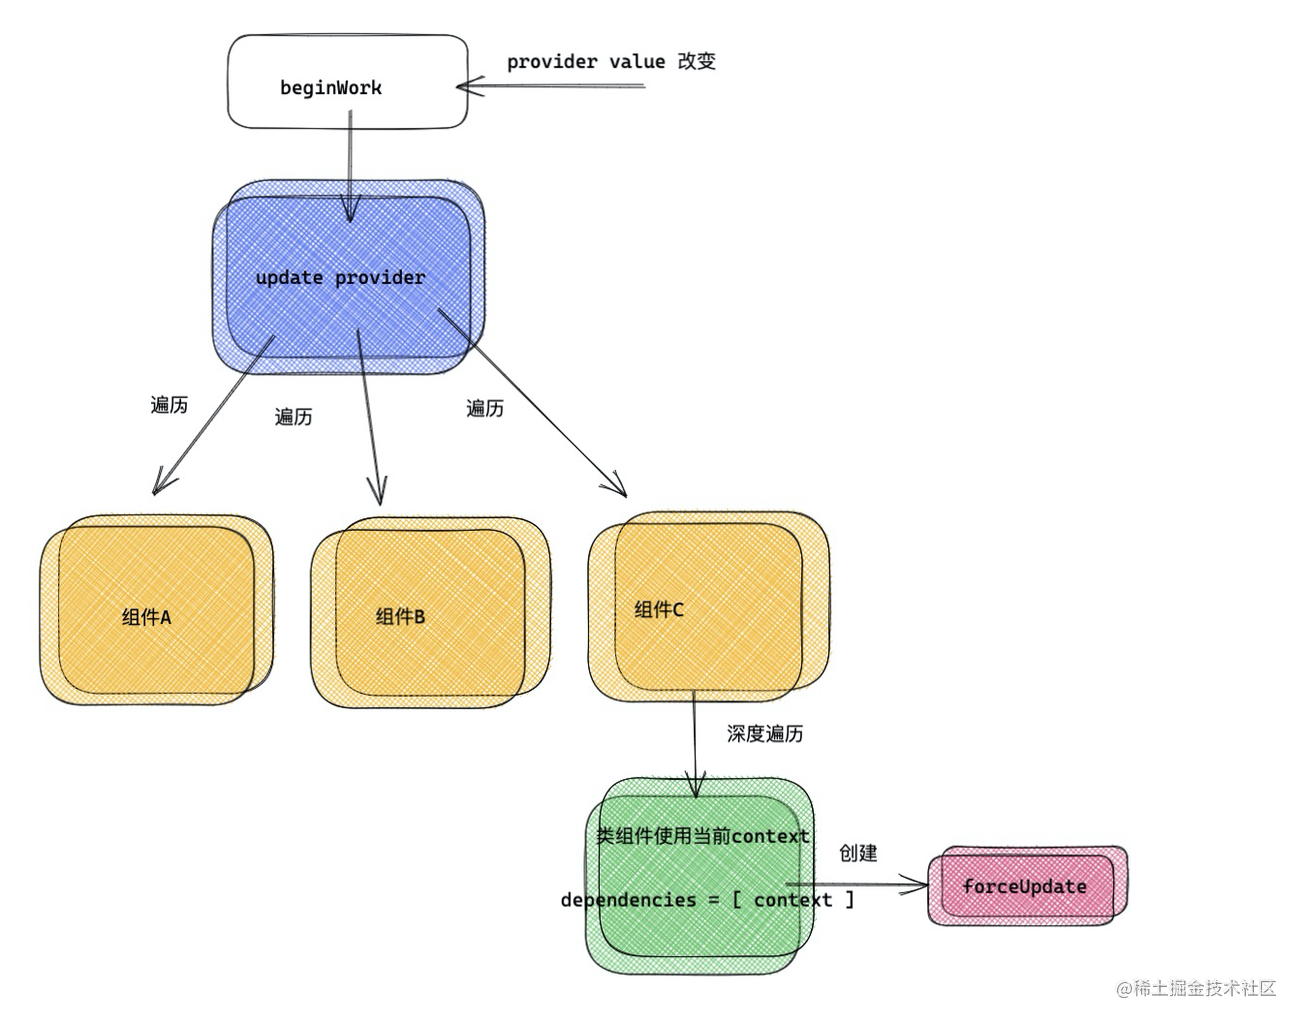 provider value 改变
beginWork
update provider
遍历
遍历
遍历
组件A
组件B
组件C
深度遍历
类组件使用当前context
创建
forceUpdate
dependencies = [ context ]
@稀土掘金技术社区